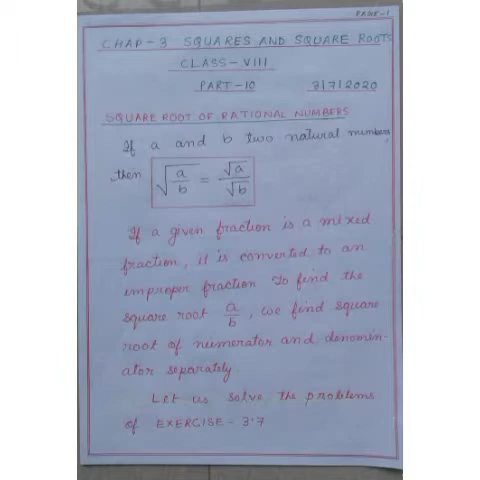 PAGE-1
CHAP-3 SQUARES AND SQUARE ROOTS
CLASS-VIII
PART-10 3/7/2020
SQUARE ROOT OF RATIONAL NUMBERS
If a and b two natural numbers,
then √(a/b) = √a/√b
If a given fraction is a mixed
fraction, it is converted to an
improper fraction To find the
square root a/b, we find square
root of numerator and denomin-
ator separately.
Let us solve the problems
of EXERCISE-3.7